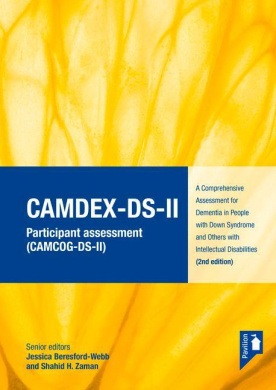 CAMDEX-DS-II
Participant assessment
(CAMCOG-DS-II)
A Comprehensive
Assessment for
Dementia in People
with Down Syndrome
and Others with
Intellectual Disabilities
(2nd edition)
Senior editors
Jessica Beresford-Webb
and Shahid H. Zaman
Pavilion